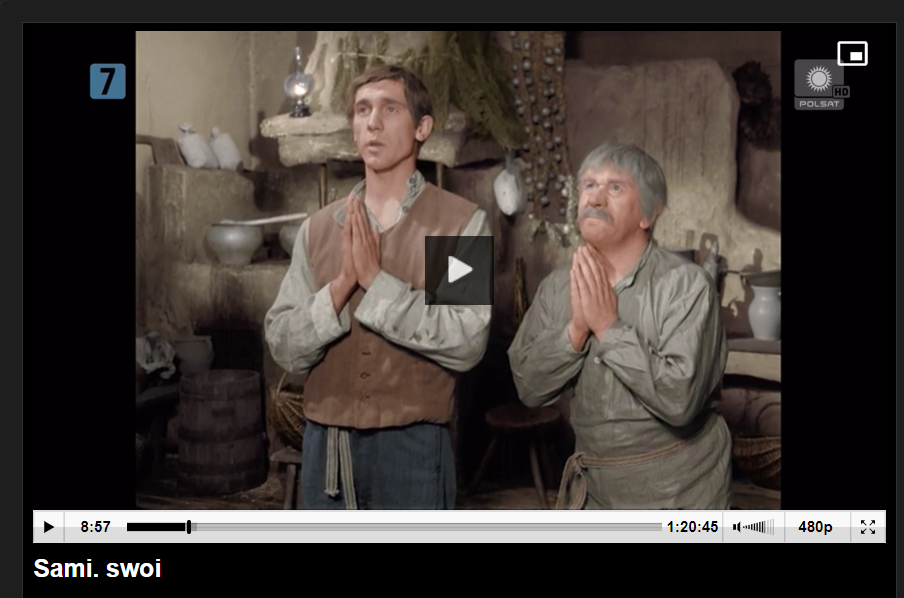 7
HD
POLSAT
8:57
1:20:45
480p
Sami. swoi